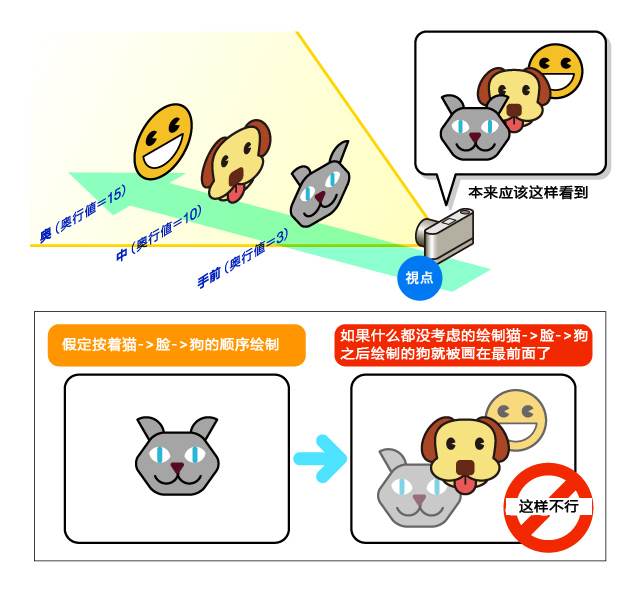 本来应该这样看到
奥（奥行値=15）
中（奥行値=10）
手前（奥行値=3）
視点
假定按着猫->脸->狗的顺序绘制
如果什么都没考虑的绘制猫->脸->狗
之后绘制的狗就被画在最前面了
这样不行